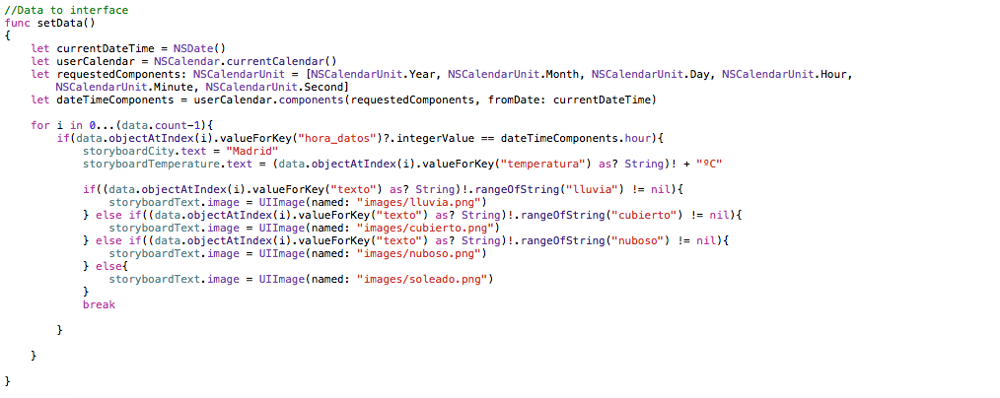 //Data to interface
func setData()
{
    let currentDateTime = NSDate()
    let userCalendar = NSCalendar.currentCalendar()
    let requestedComponents: NSCalendarUnit = [NSCalendarUnit.Year, NSCalendarUnit.Month, NSCalendarUnit.Day, NSCalendarUnit.Hour,
        NSCalendarUnit.Minute, NSCalendarUnit.Second]
    let dateTimeComponents = userCalendar.components(requestedComponents, fromDate: currentDateTime)

    for i in 0...(data.count-1){
        if(data.objectAtIndex(i).valueForKey("hora_datos")?.integerValue == dateTimeComponents.hour){
            storyboardCity.text = "Madrid"
            storyboardTemperature.text = (data.objectAtIndex(i).valueForKey("temperatura") as? String)! + "ºC"

            if((data.objectAtIndex(i).valueForKey("texto") as? String)!.rangeOfString("lluvia") != nil){
                storyboardText.image = UIImage(named: "images/lluvia.png")
            } else if((data.objectAtIndex(i).valueForKey("texto") as? String)!.rangeOfString("cubierto") != nil){
                storyboardText.image = UIImage(named: "images/cubierto.png")
            } else if((data.objectAtIndex(i).valueForKey("texto") as? String)!.rangeOfString("nuboso") != nil){
                storyboardText.image = UIImage(named: "images/nuboso.png")
            } else{
                storyboardText.image = UIImage(named: "images/soleado.png")
            }
            break

        }

    }

}